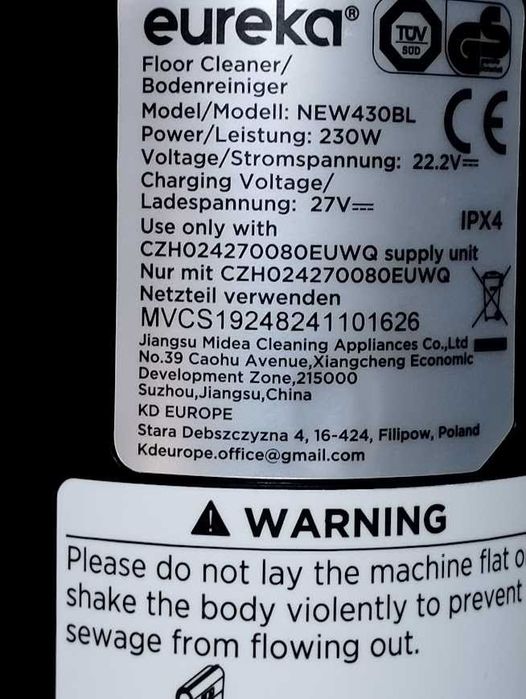 eureka®
TÜV
SÜD
GS
Floor Cleaner/
Bodenreiniger
Model/Modell: NEW430BL
CE
Power/Leistung: 230W
Voltage/Stromspannung: 22.2V⎓
Charging Voltage/
Ladespannung: 27V⎓
IPX4
Use only with
CZH024270080EUWQ supply unit
Nur mit CZH024270080EUWQ
Netzteil verwenden
MVCS19248241101626
Jiangsu Midea Cleaning Appliances Co.,Ltd
No.39 Caohu Avenue,Xiangcheng Economic
Development Zone,215000
Suzhou,Jiangsu,China
KD EUROPE
Stara Debszczyzna 4, 16-424, Filipow, Poland
Kdeurope.office@gmail.com
WARNING
Please do not lay the machine flat o
shake the body violently to prevent
sewage from flowing out.